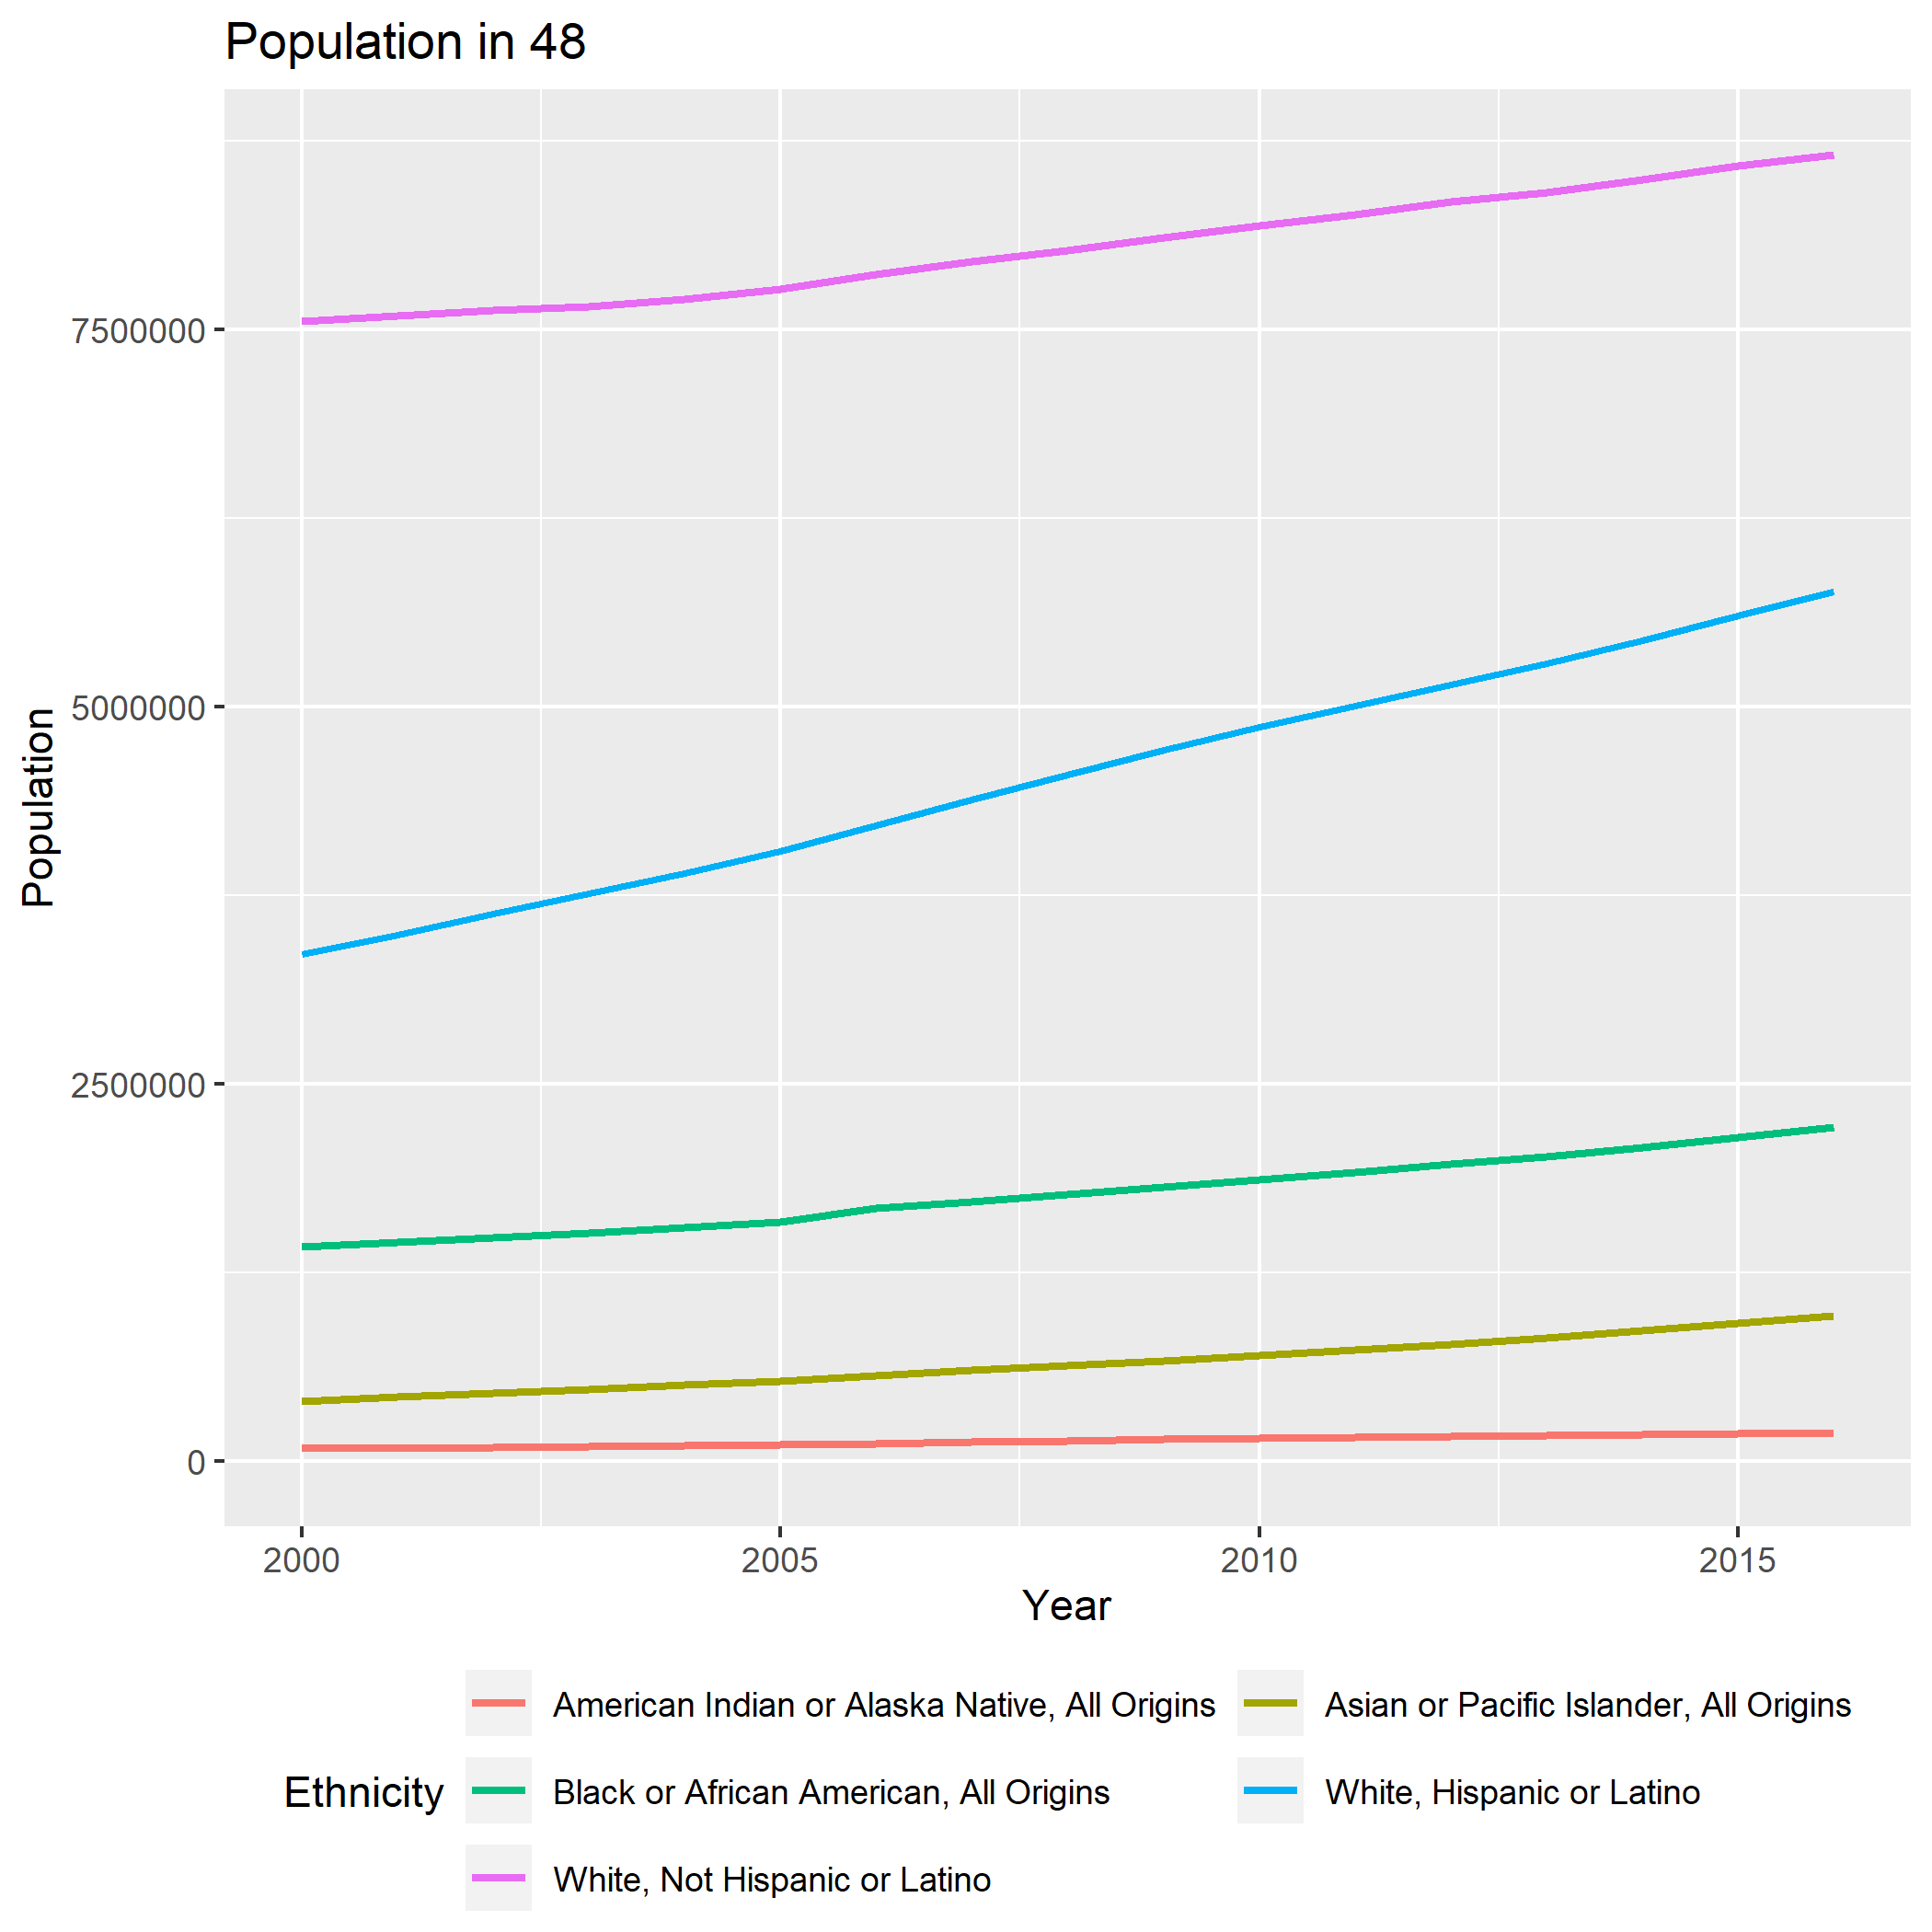 Population in 48
Population
7500000
5000000
2500000
0
2000 2005 2010 2015
Year
Ethnicity
American Indian or Alaska Native, All Origins
Asian or Pacific Islander, All Origins
Black or African American, All Origins
White, Hispanic or Latino
White, Not Hispanic or Latino